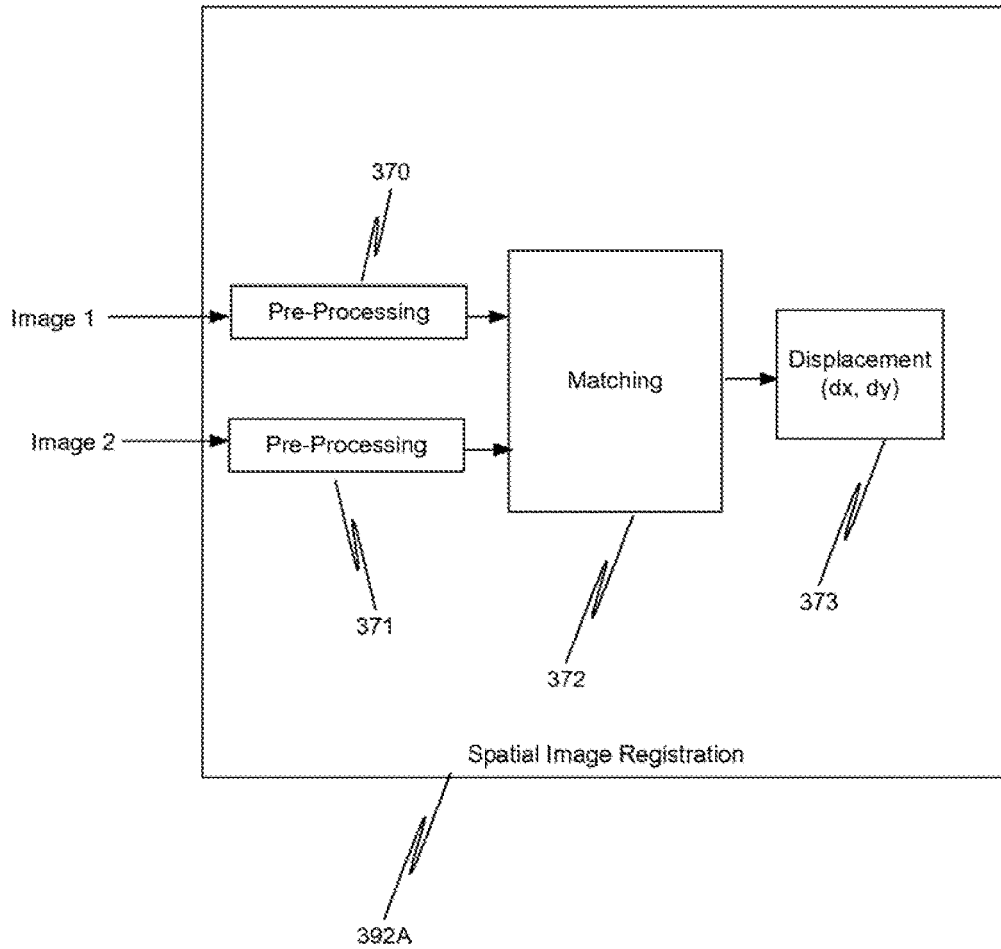 370
Image 1
Pre-Processing
Matching
Displacement
(dx, dy)
Image 2
Pre-Processing
371
372
373
Spatial Image Registration
392A